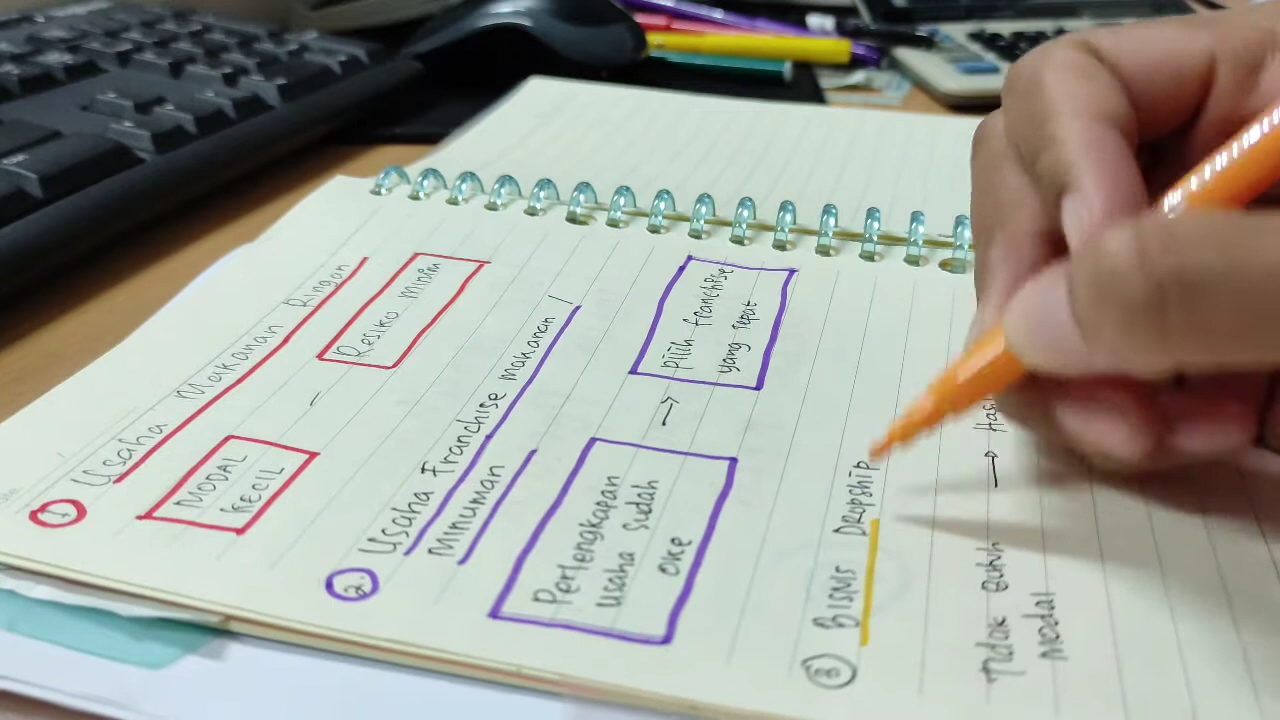 1
Usaha Makanan Ringan
MODAL
KECIL
–
Resiko Minim
2.
Usaha Franchise makanan /
Minuman
Perlengkapan
usaha sudah
oke
→
Pilih franchise
yang tepat
3
BISNIS DROPSHIP
Tidak Butuh →
Modal